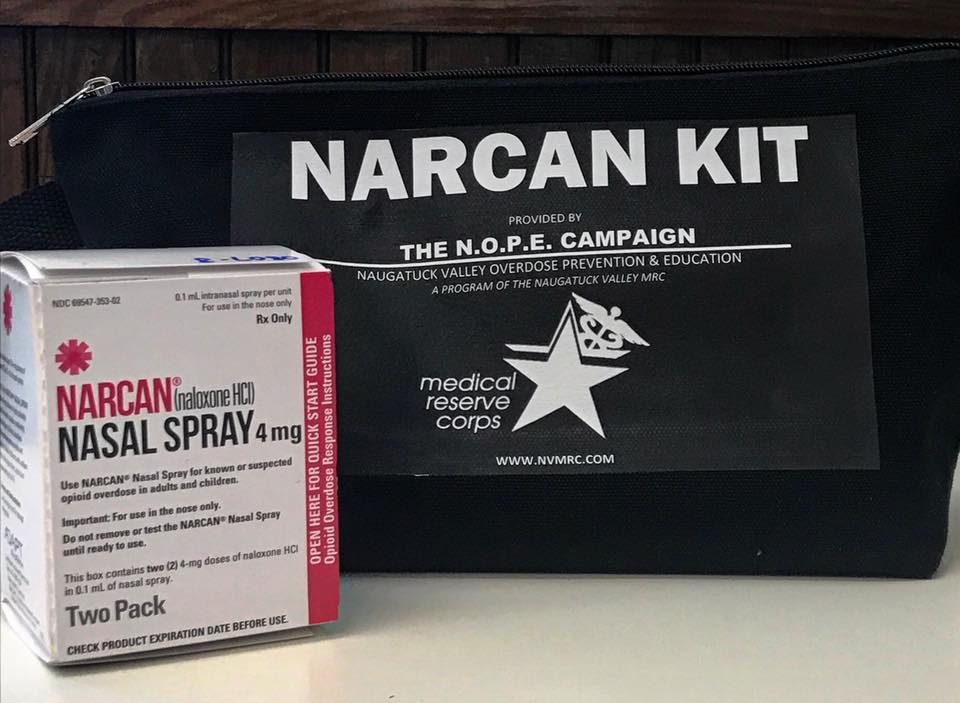 NARCAN KIT
PROVIDED BY
THE N.O.P.E. CAMPAIGN
NAUGATUCK VALLEY OVERDOSE PREVENTION & EDUCATION
A PROGRAM OF THE NAUGATUCK VALLEY MRC
medical
reserve
corps
WWW.NVMRC.COM
NDC 69547-353-02
0.1 mL intranasal spray per unit
For use in the nose only
Rx Only
NARCAN® (naloxone HCl)
NASAL SPRAY 4 mg
Use NARCAN® Nasal Spray for known or suspected
opioid overdose in adults and children.
Important: For use in the nose only.
Do not remove or test the NARCAN® Nasal Spray
until ready to use.
This box contains two (2) 4-mg doses of naloxone HCl
in 0.1 mL of nasal spray.
Two Pack
CHECK PRODUCT EXPIRATION DATE BEFORE USE.
OPEN HERE FOR QUICK START GUIDE
Opioid Overdose Response Instructions